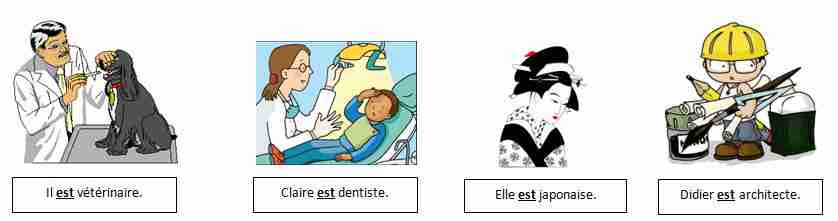 Il est vétérinaire.
Claire est dentiste.
Elle est japonaise.
Didier est architecte.